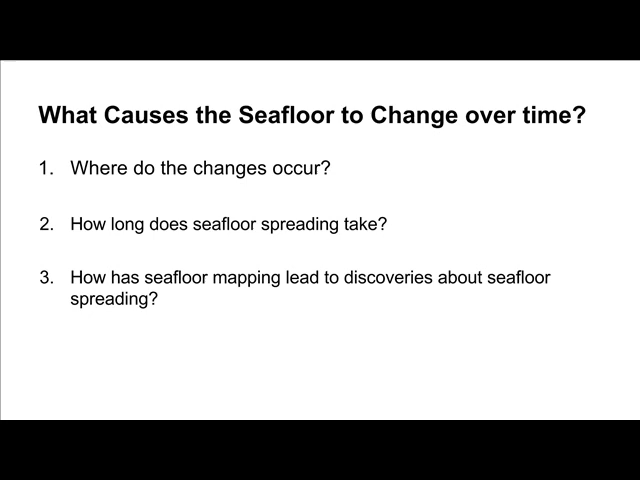 What Causes the Seafloor to Change over time?
1. Where do the changes occur?
2. How long does seafloor spreading take?
3. How has seafloor mapping lead to discoveries about seafloor
spreading?